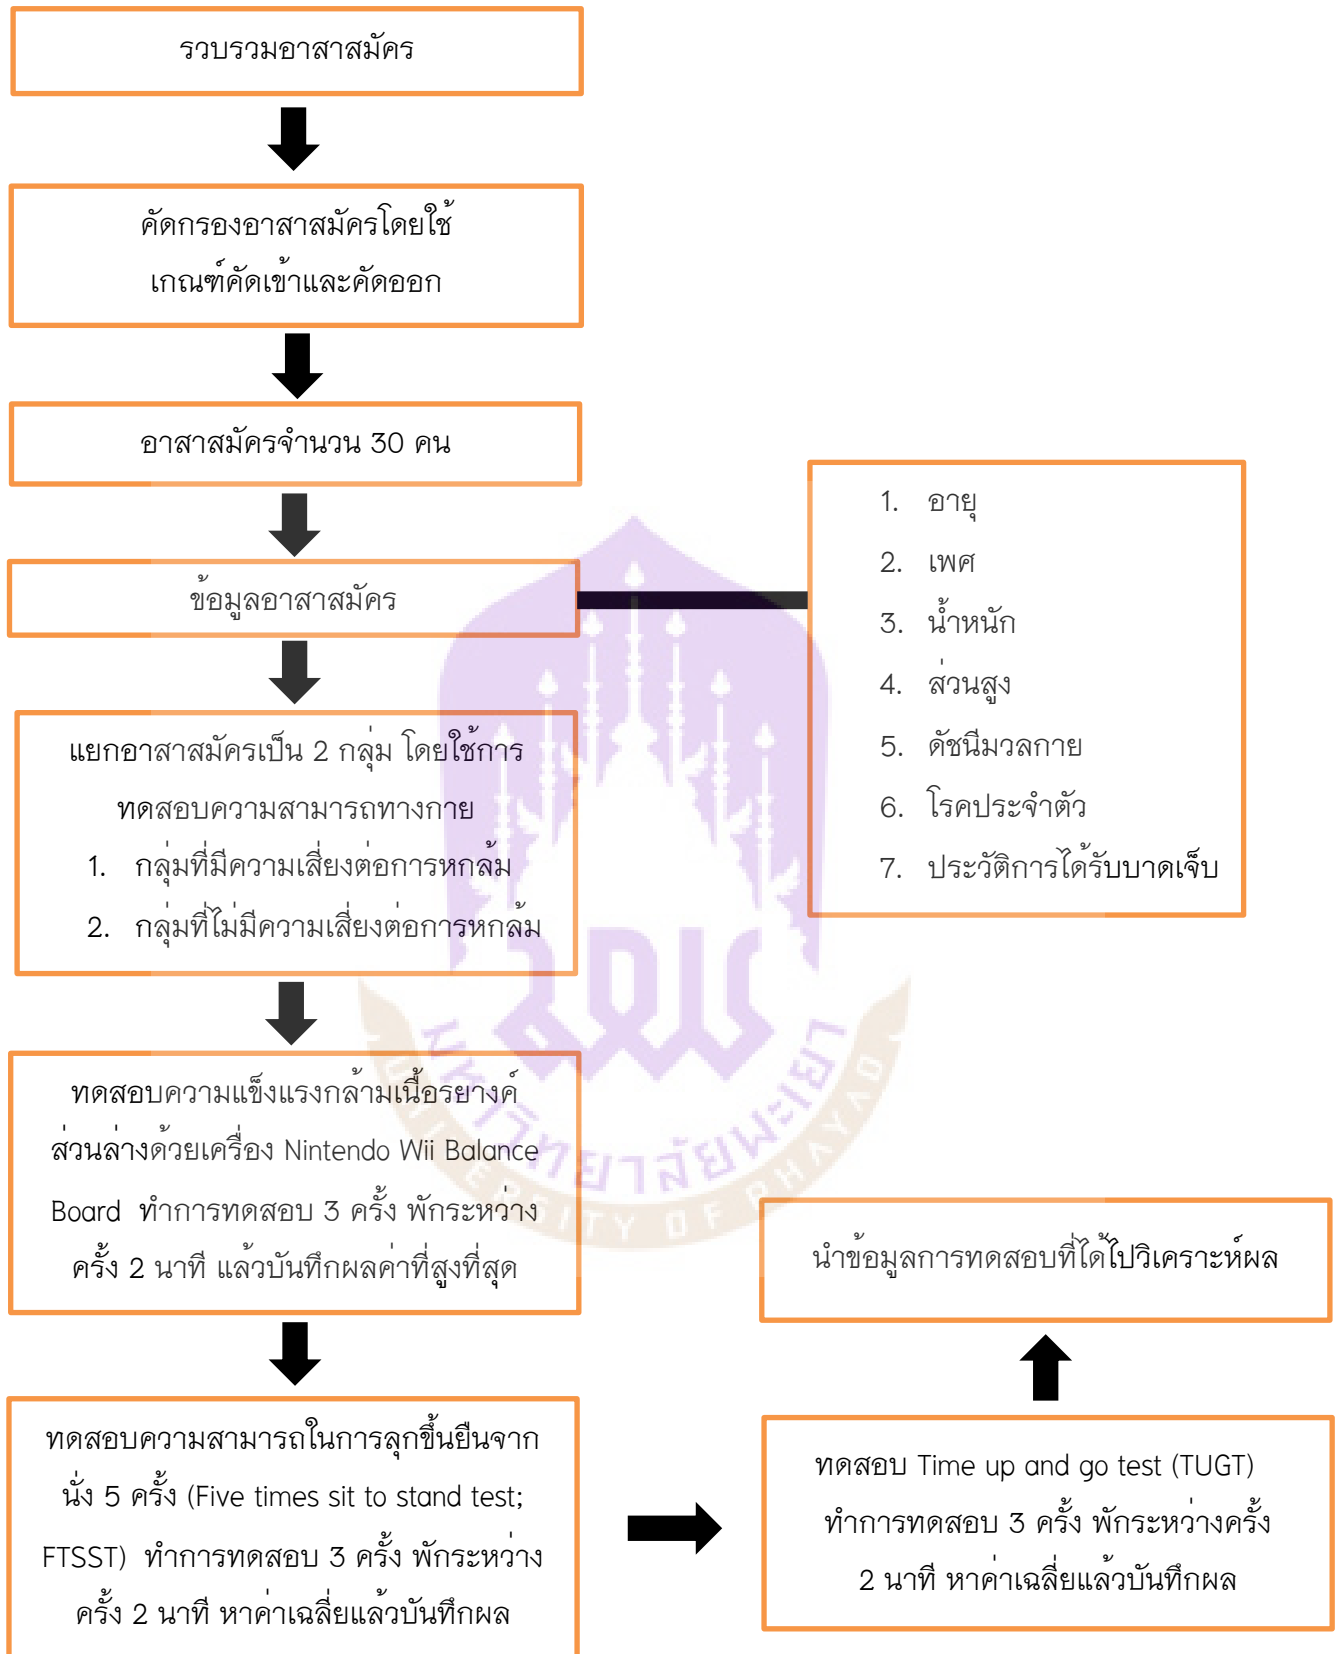 รวบรวมอาสาสมัคร
คัดกรองอาสาสมัครโดยใช้
เกณฑ์คัดเข้าและคัดออก
อาสาสมัครจำนวน 30 คน
ข้อมูลอาสาสมัคร
1. อายุ
2. เพศ
3. น้ำหนัก
4. ส่วนสูง
5. ดัชนีมวลกาย
6. โรคประจำตัว
7. ประวัติการได้รับบาดเจ็บ
แยกอาสาสมัครเป็น 2 กลุ่ม โดยใช้การ
ทดสอบความสามารถทางกาย
1. กลุ่มที่มีความเสี่ยงต่อการหกล้ม
2. กลุ่มที่ไม่มีความเสี่ยงต่อการหกล้ม
ทดสอบความแข็งแรงกล้ามเนื้อรยางค์
ส่วนล่างด้วยเครื่อง Nintendo Wii Balance
Board ทำการทดสอบ 3 ครั้ง พักระหว่าง
ครั้ง 2 นาที แล้วบันทึกผลค่าที่สูงที่สุด
ทดสอบความสามารถในการลุกขึ้นยืนจาก
นั่ง 5 ครั้ง (Five times sit to stand test;
FTSST) ทำการทดสอบ 3 ครั้ง พักระหว่าง
ครั้ง 2 นาที หาค่าเฉลี่ยแล้วบันทึกผล
ทดสอบ Time up and go test (TUGT)
ทำการทดสอบ 3 ครั้ง พักระหว่างครั้ง
2 นาที หาค่าเฉลี่ยแล้วบันทึกผล
นำข้อมูลการทดสอบที่ได้ไปวิเคราะห์ผล
มหาวิทยาลัยพะเยา
UNIVERSITY OF PHAYAO